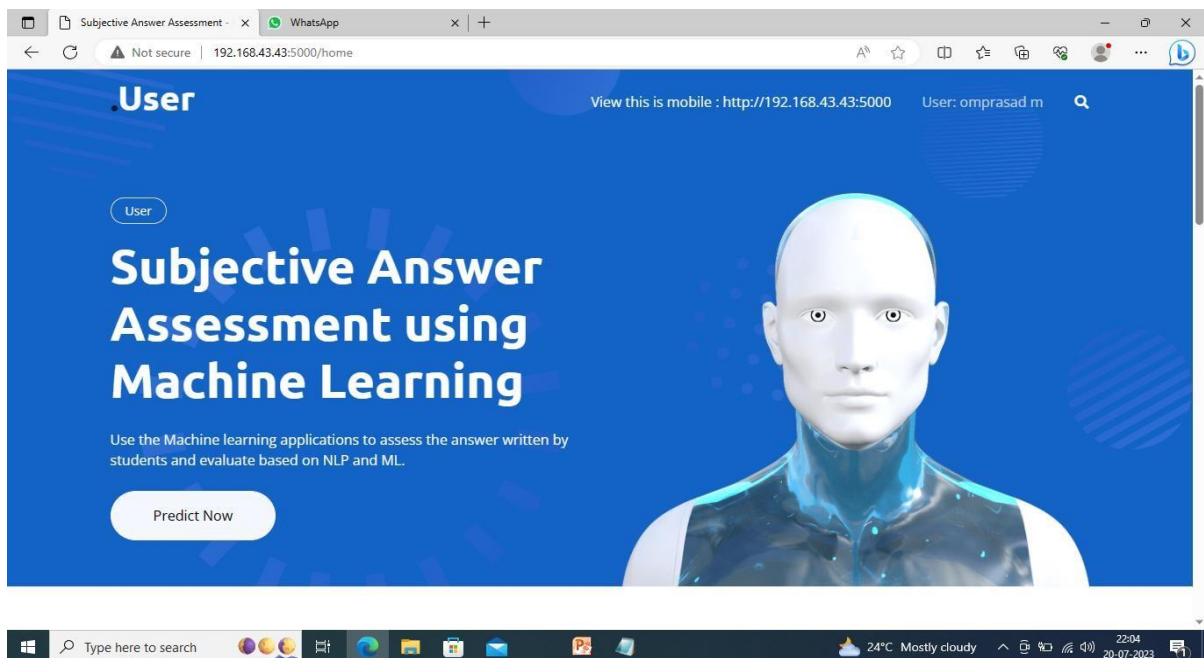 Subjective Answer Assessment -
WhatsApp
Not secure | 192.168.43.43:5000/home
.User
View this is mobile : http://192.168.43.43:5000
User: omprasad m
User
Subjective Answer
Assessment using
Machine Learning
Use the Machine learning applications to assess the answer written by
students and evaluate based on NLP and ML.
Predict Now
Type here to search
24°C Mostly cloudy
22:04
20-07-2023